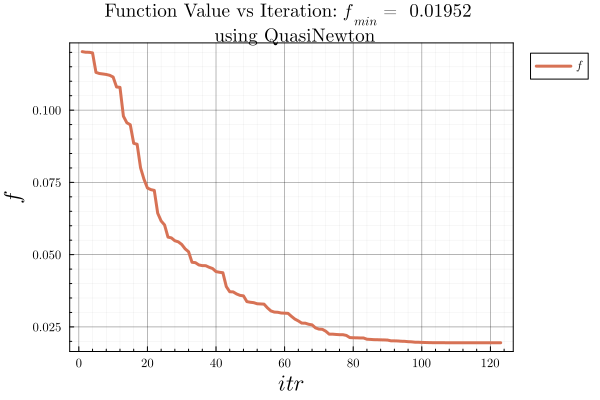 Function Value vs Iteration: f_min = 0.01952
using QuasiNewton
f
0.100
0.075
0.050
0.025
f
0 20 40 60 80 100 120
itr